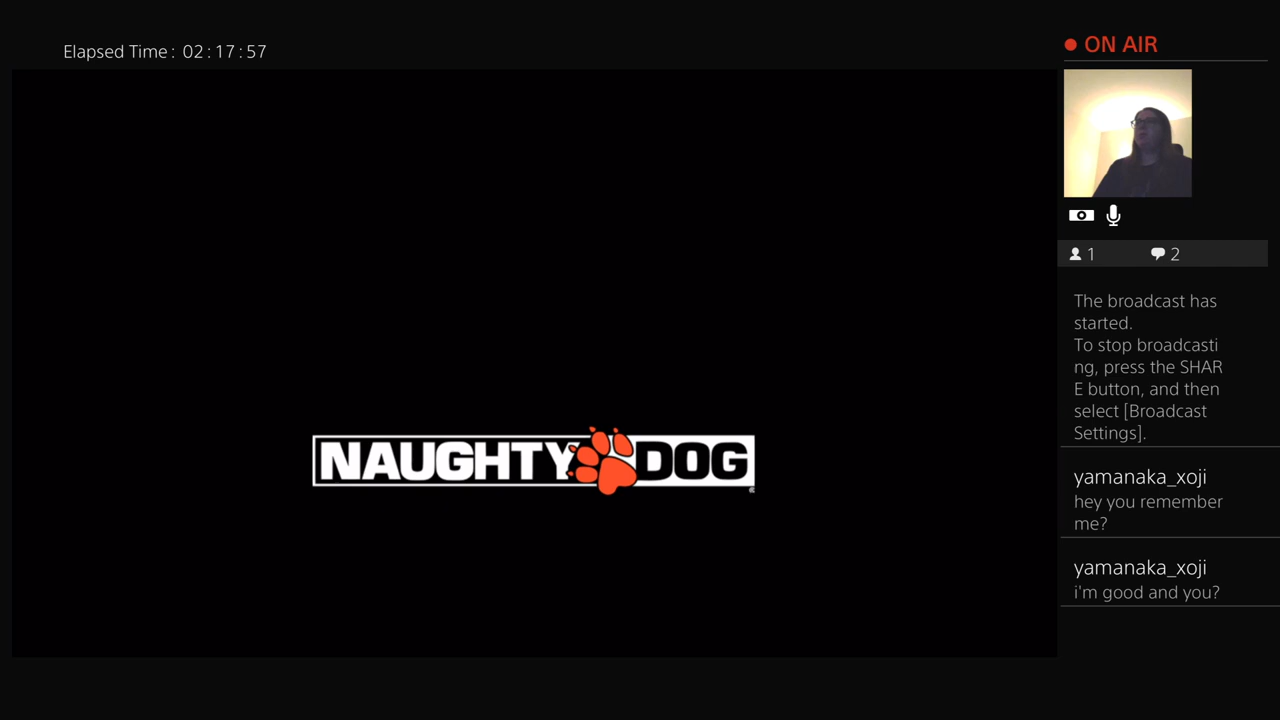 Elapsed Time: 02:17:57
ON AIR
1 2
The broadcast has
started.
To stop broadcasti
ng, press the SHAR
E button, and then
select [Broadcast
Settings].
yamanaka_xoji
hey you remember
me?
yamanaka_xoji
i'm good and you?
NAUGHTY DOG